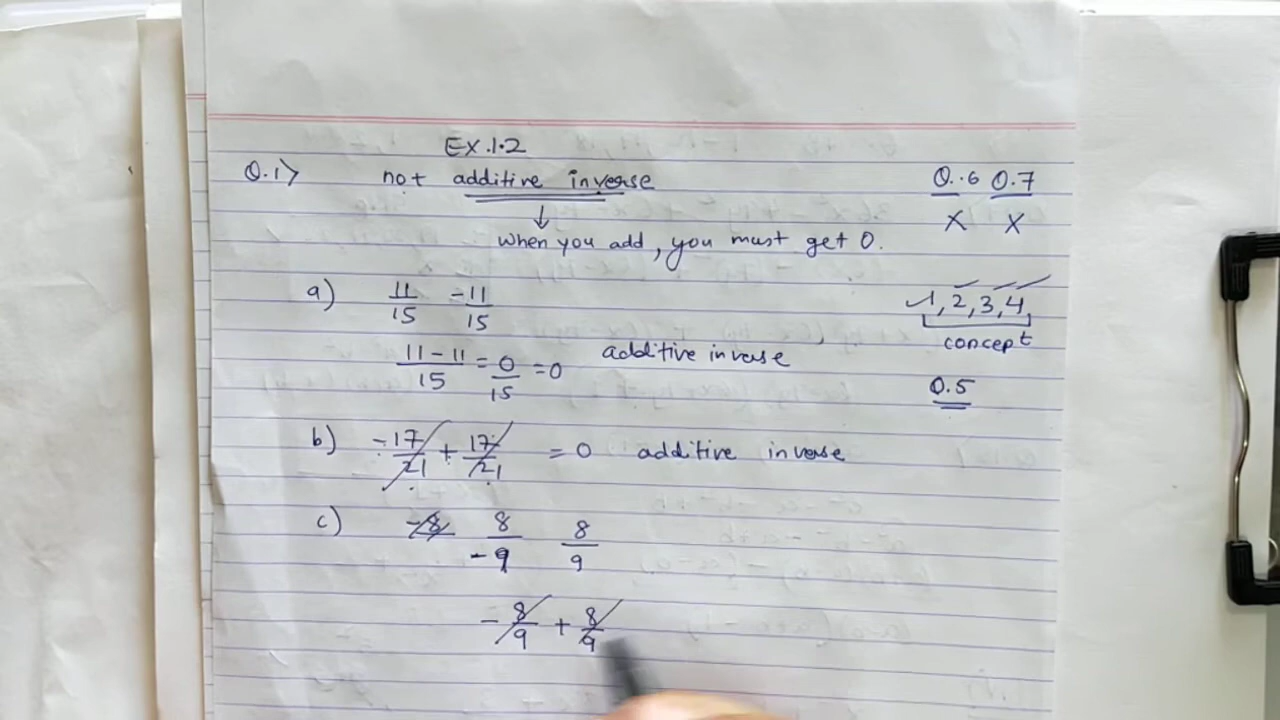 Ex.1.2
Q.1> not additive inverse
Q.6 Q.7
↓
x x
When you add, you must get 0.
a) 11/15 -11/15
✓1, 2, 3, 4,
concept
11-11/15 = 0/15 = 0 additive inverse
Q.5
b) -17/21 + 17/21 = 0 additive inverse
c) -8 8/-9 8/9
-8/9 + 8/9